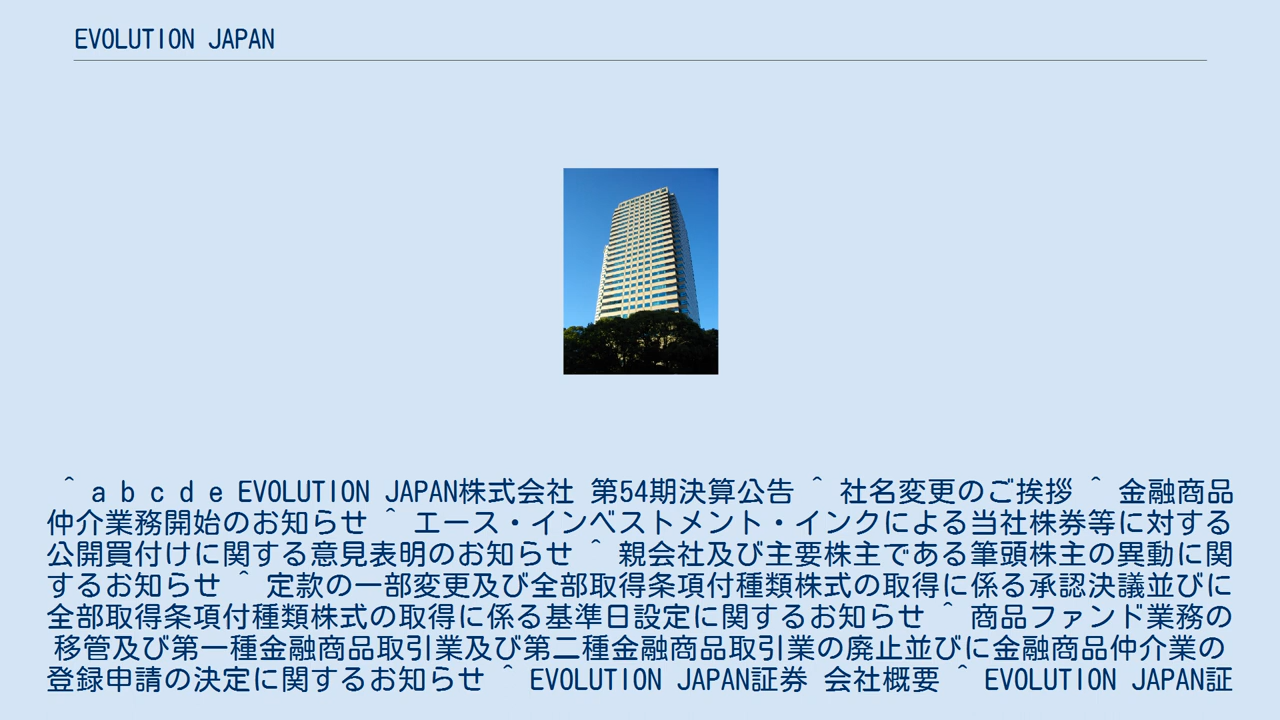 EVOLUTION JAPAN
＾ a b c d e EVOLUTION JAPAN株式会社 第54期決算公告 ＾ 社名変更のご挨拶 ＾ 金融商品
仲介業務開始のお知らせ ＾ エース・インベストメント・インクによる当社株券等に対する
公開買付けに関する意見表明のお知らせ ＾ 親会社及び主要株主である筆頭株主の異動に関
するお知らせ ＾ 定款の一部変更及び全部取得条項付種類株式の取得に係る承認決議並びに
全部取得条項付種類株式の取得に係る基準日設定に関するお知らせ ＾ 商品ファンド業務の
移管及び第一種金融商品取引業及び第二種金融商品取引業の廃止並びに金融商品仲介業の
登録申請の決定に関するお知らせ ＾ EVOLUTION JAPAN証券 会社概要 ＾ EVOLUTION JAPAN証